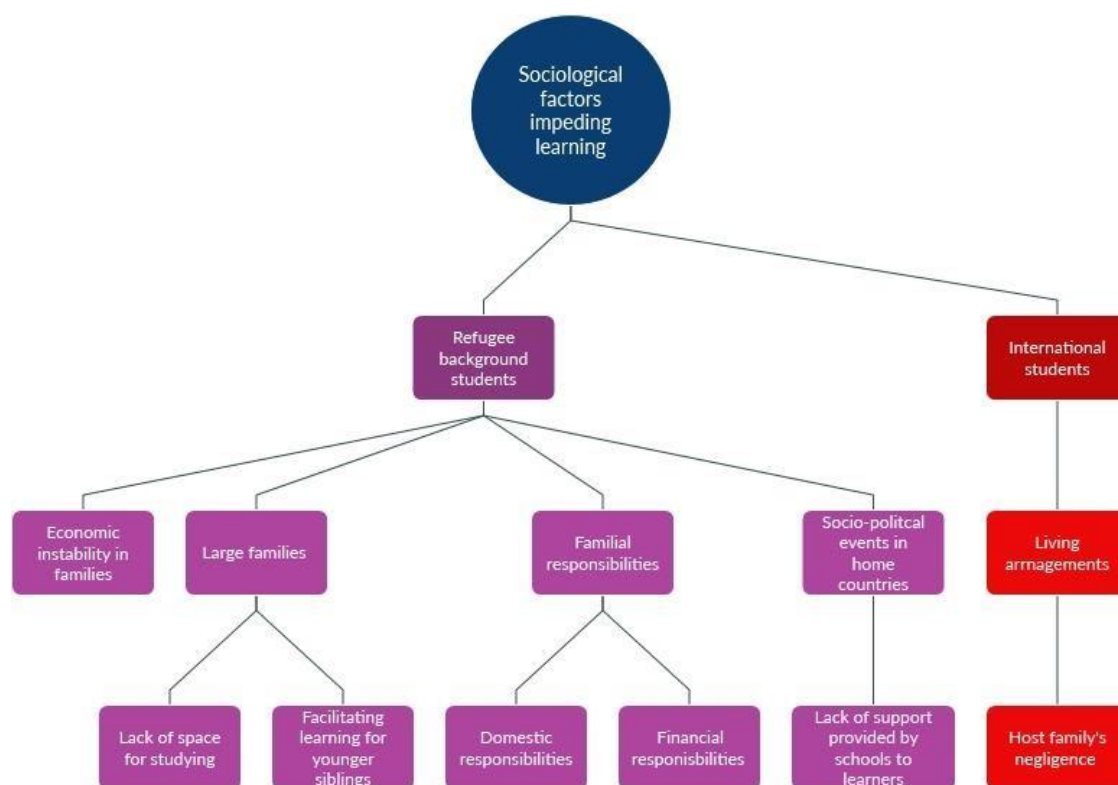 Sociological
factors
impeding
learning
Refugee
background
students
International
students
Economic
instability in
families
Large families
Familial
responsibilities
Socio-politcal
events in
home
countries
Living
armagements
Lack of space
for studying
Facilitating
learning for
younger
siblings
Domestic
responsibilities
Financial
responisbilities
Lack of support
provided by
schools to
learners
Host family's
negligence